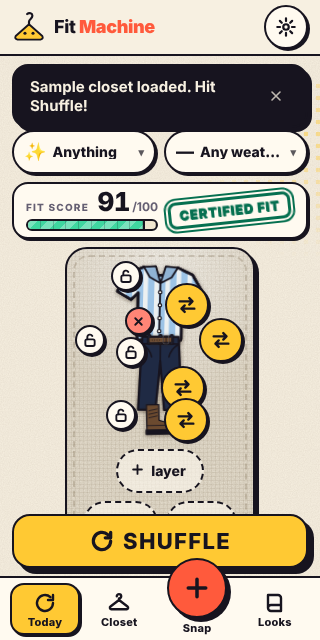 Fit Machine
Sample closet loaded. Hit
Shuffle!
Anything
Any weat...
FIT SCORE 91/100
CERTIFIED FIT
+ layer
SHUFFLE
Today
Closet
Snap
Looks